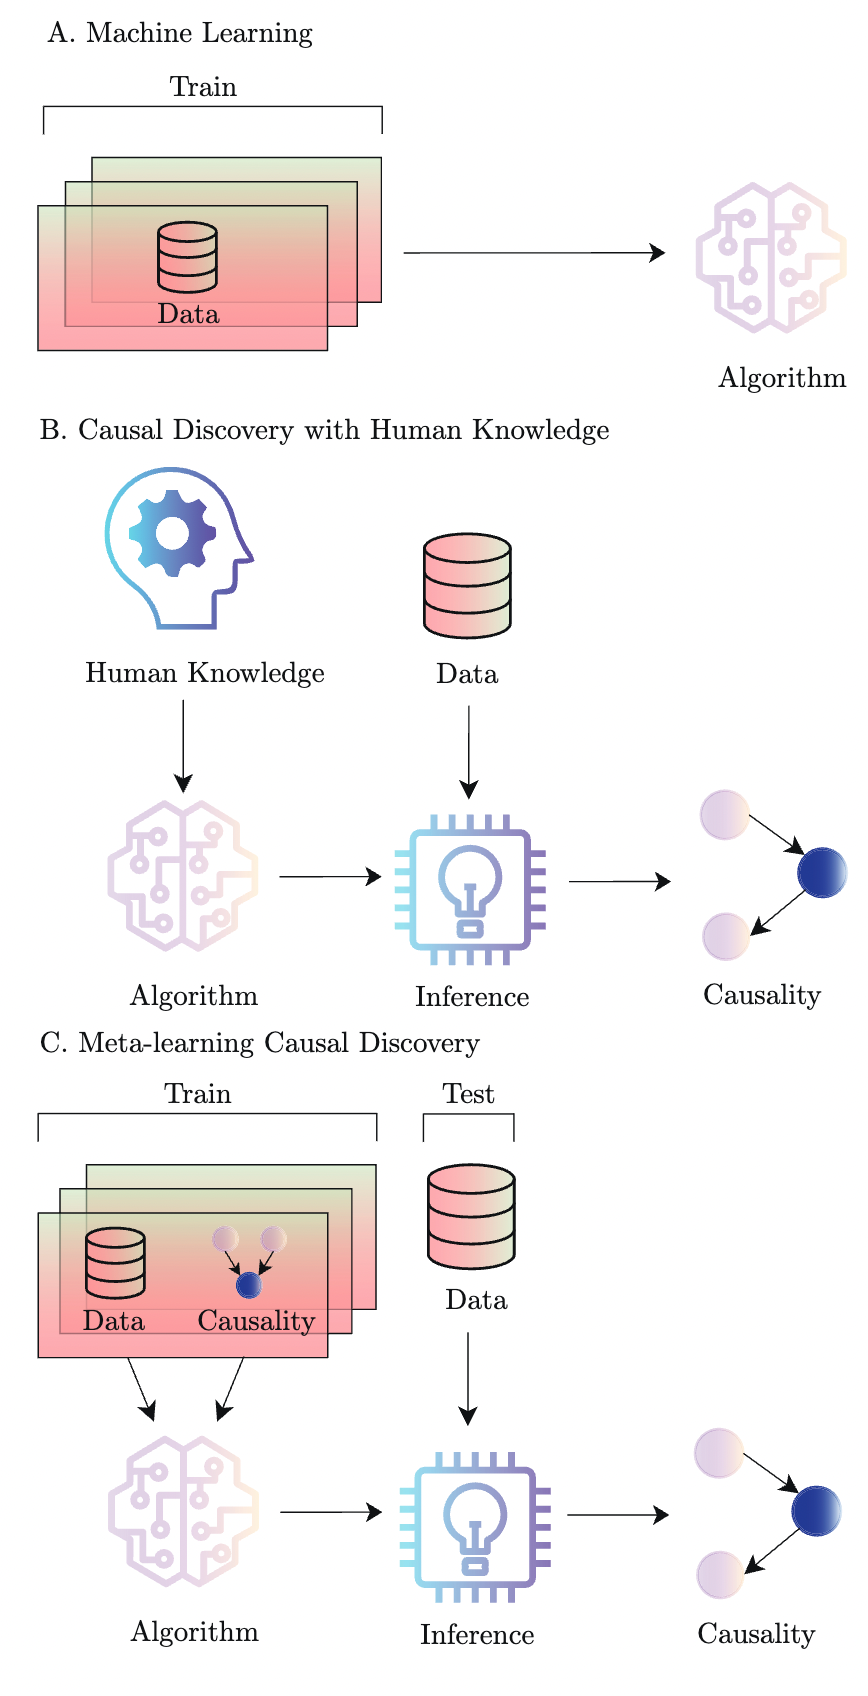 A. Machine Learning
Train
Data
Algorithm
B. Causal Discovery with Human Knowledge
Human Knowledge
Data
Algorithm
Inference
Causality
C. Meta-learning Causal Discovery
Train
Test
Data
Causality
Data
Algorithm
Inference
Causality